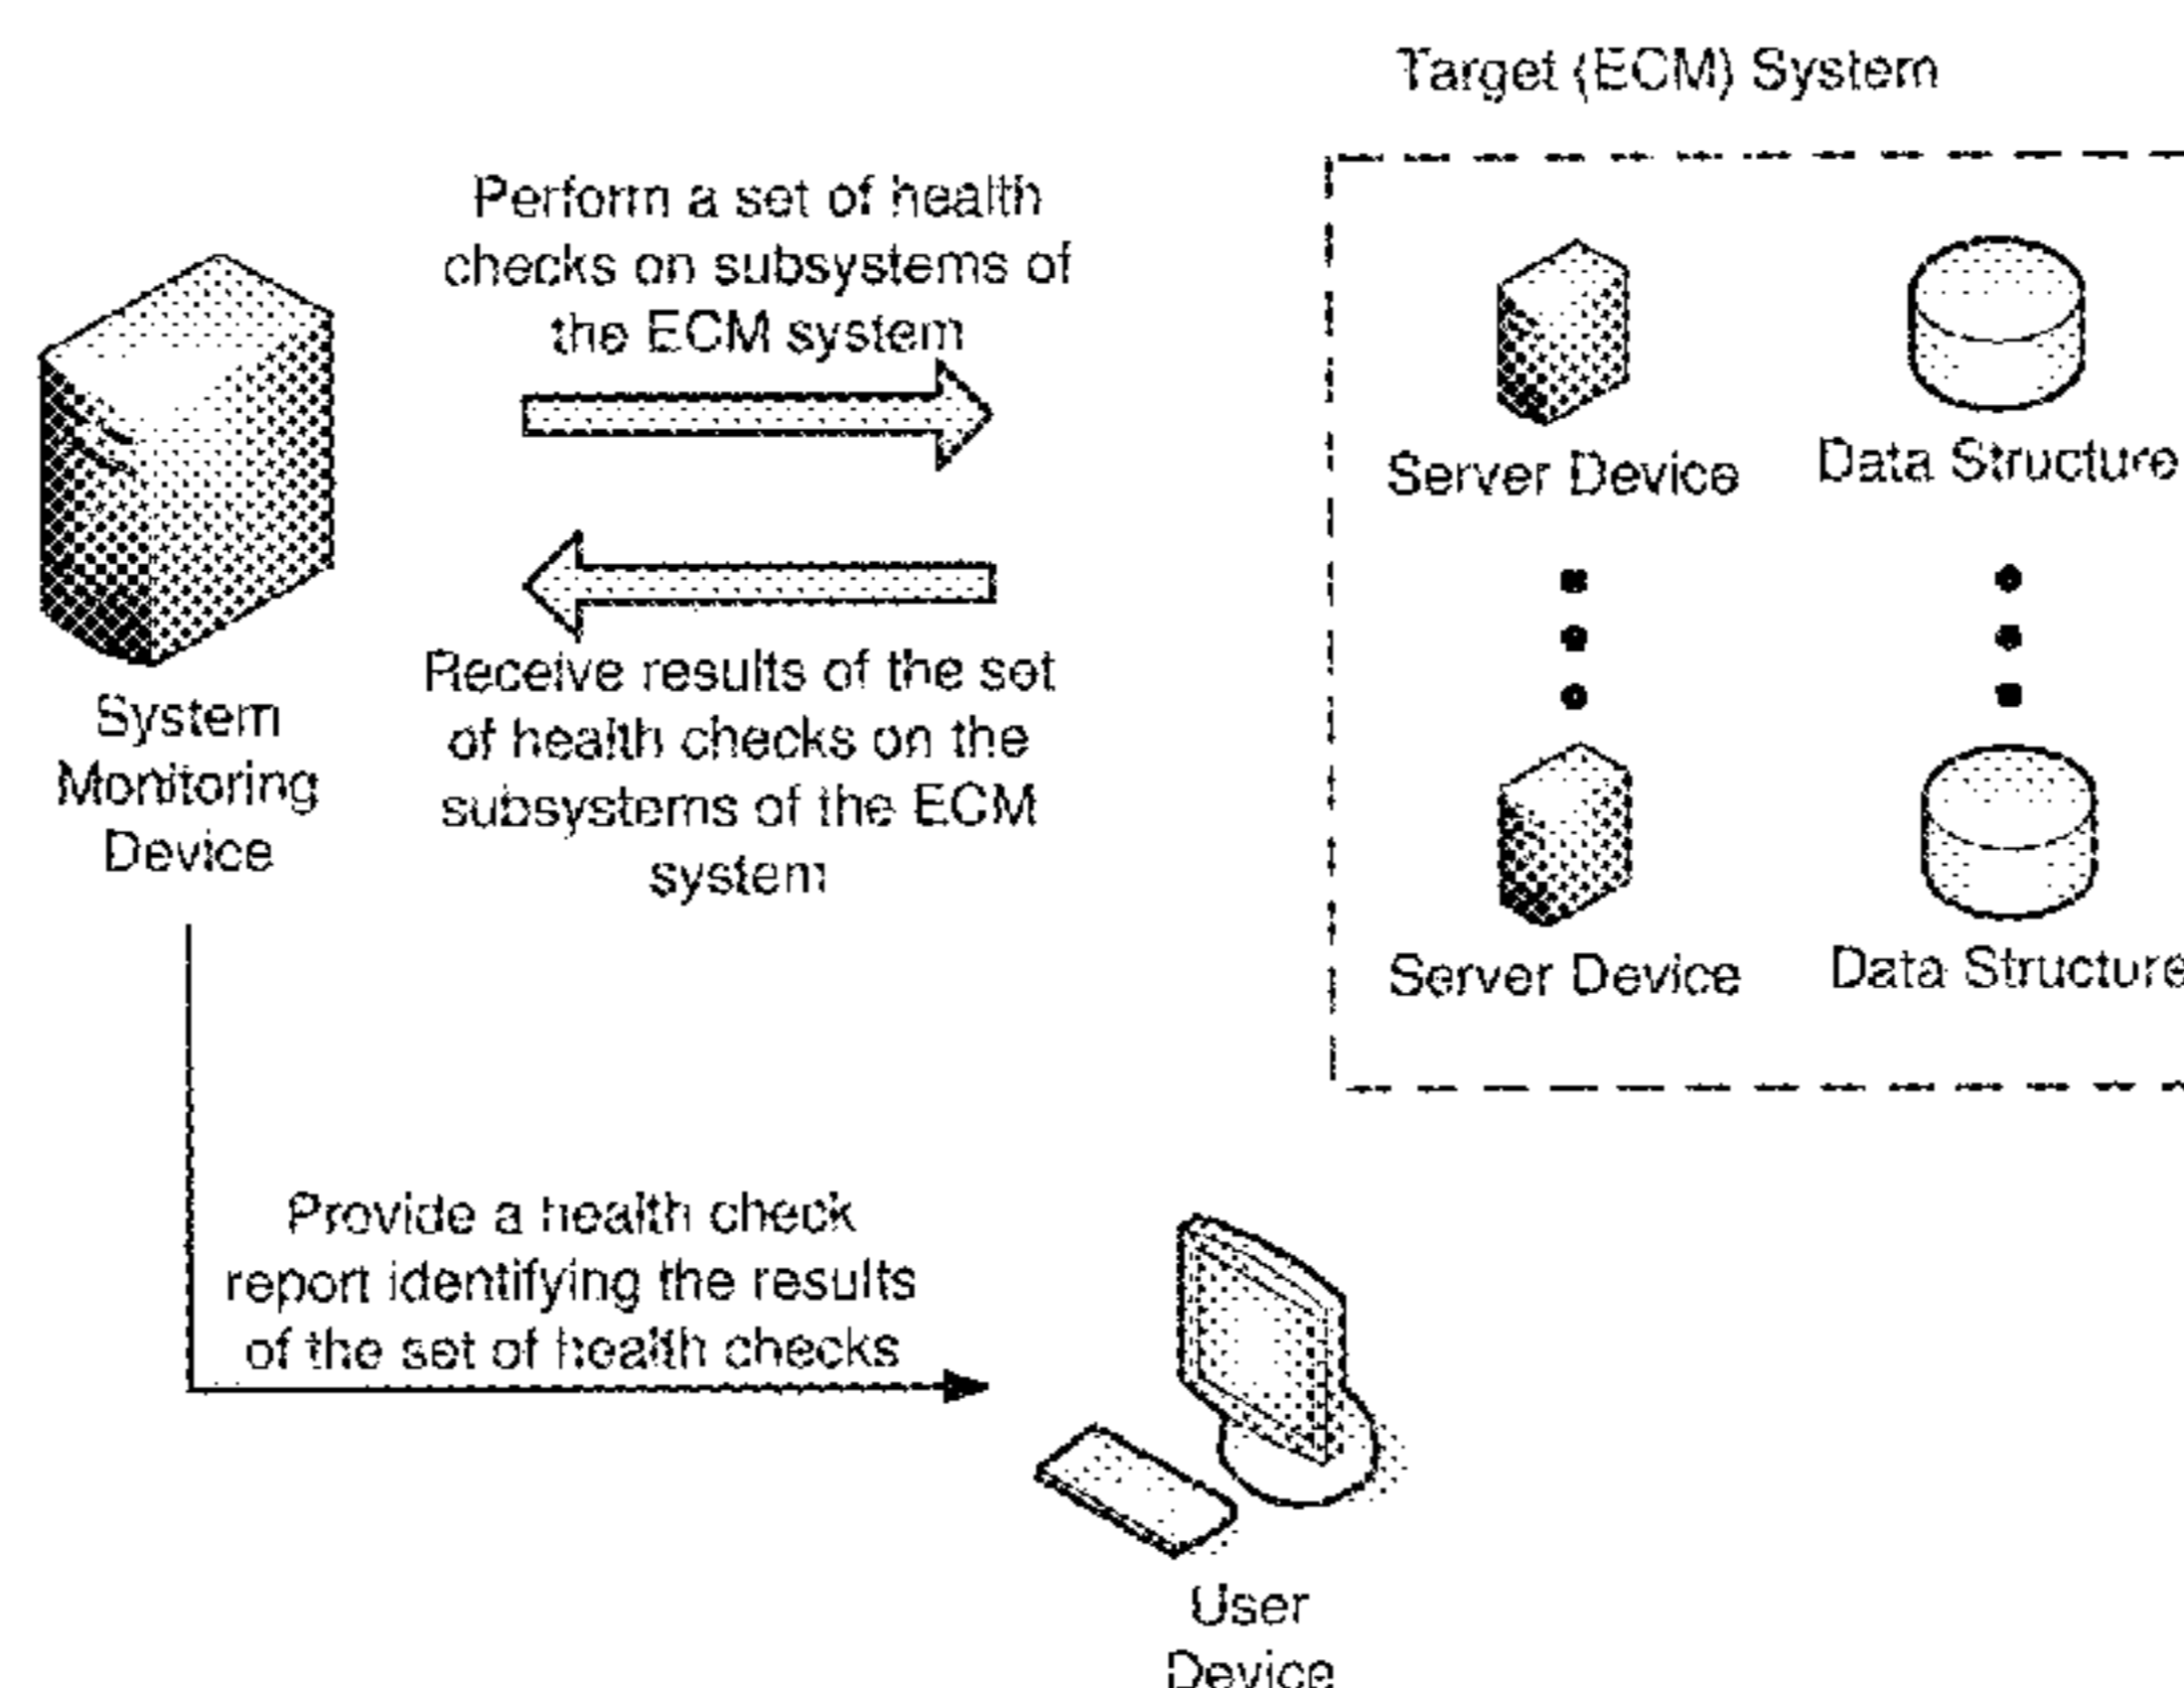 Target (ECM) System
Perform a set of health
checks on subsystems of
the ECM system
Server Device
Data Structure
Receive results of the set
of health checks on the
subsystems of the ECM
system
System
Monitoring
Device
Server Device
Data Structure
Provide a health check
report identifying the results
of the set of health checks
User
Device